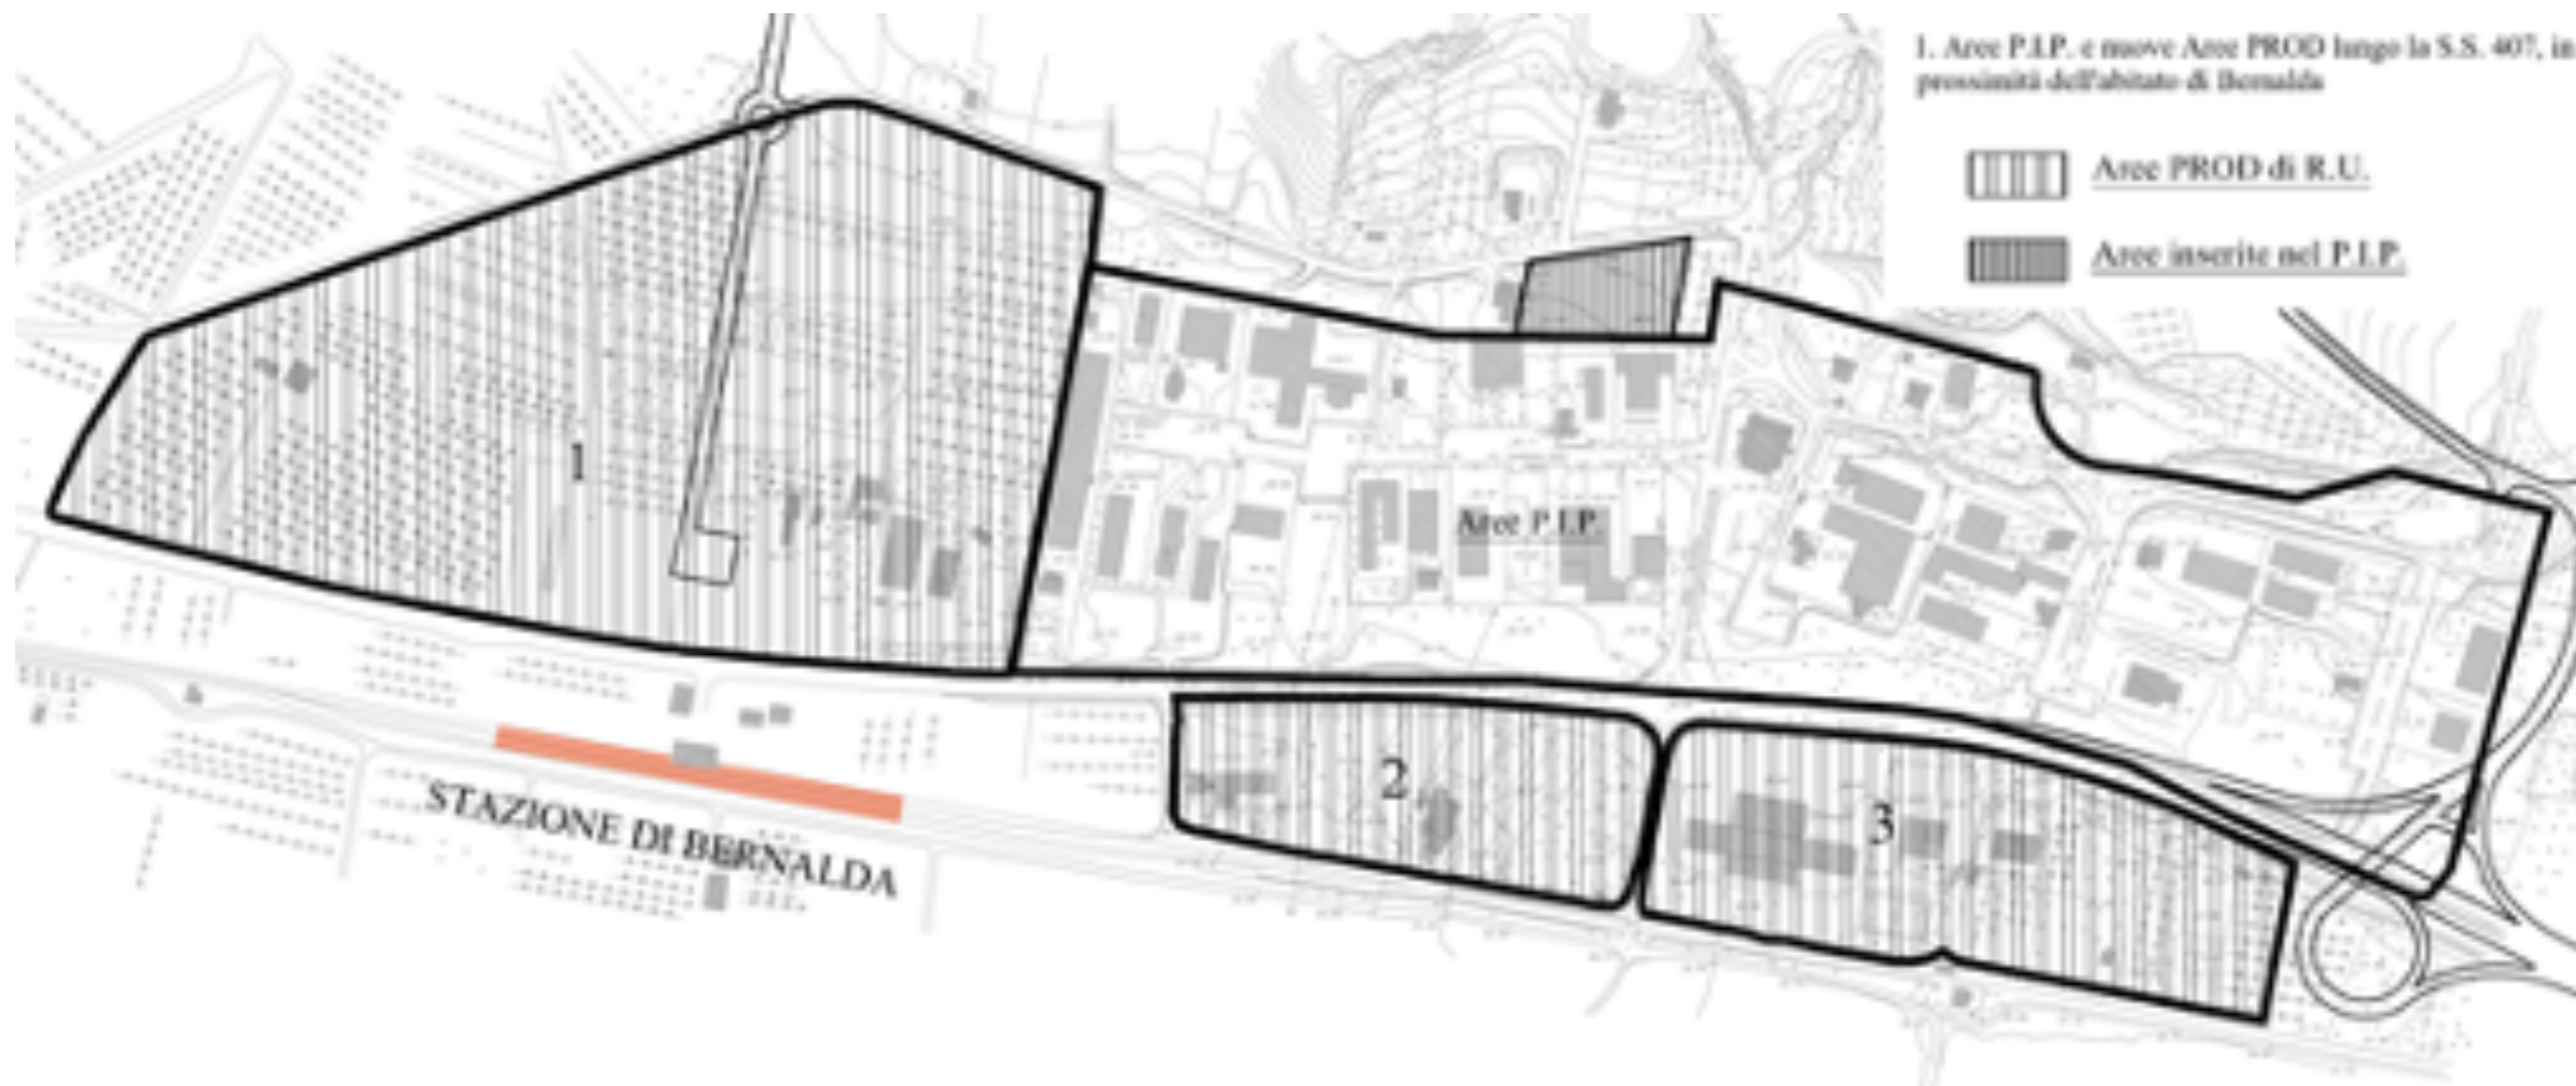 1. Aree P.I.P. e nuove Aree PROD lungo la S.S. 407, in
prossimità dell'abitato di Bernalda
Aree PROD di R.U.
Aree inserite nel P.I.P.
1
Aree P.I.P.
2
3
STAZIONE DI BERNALDA